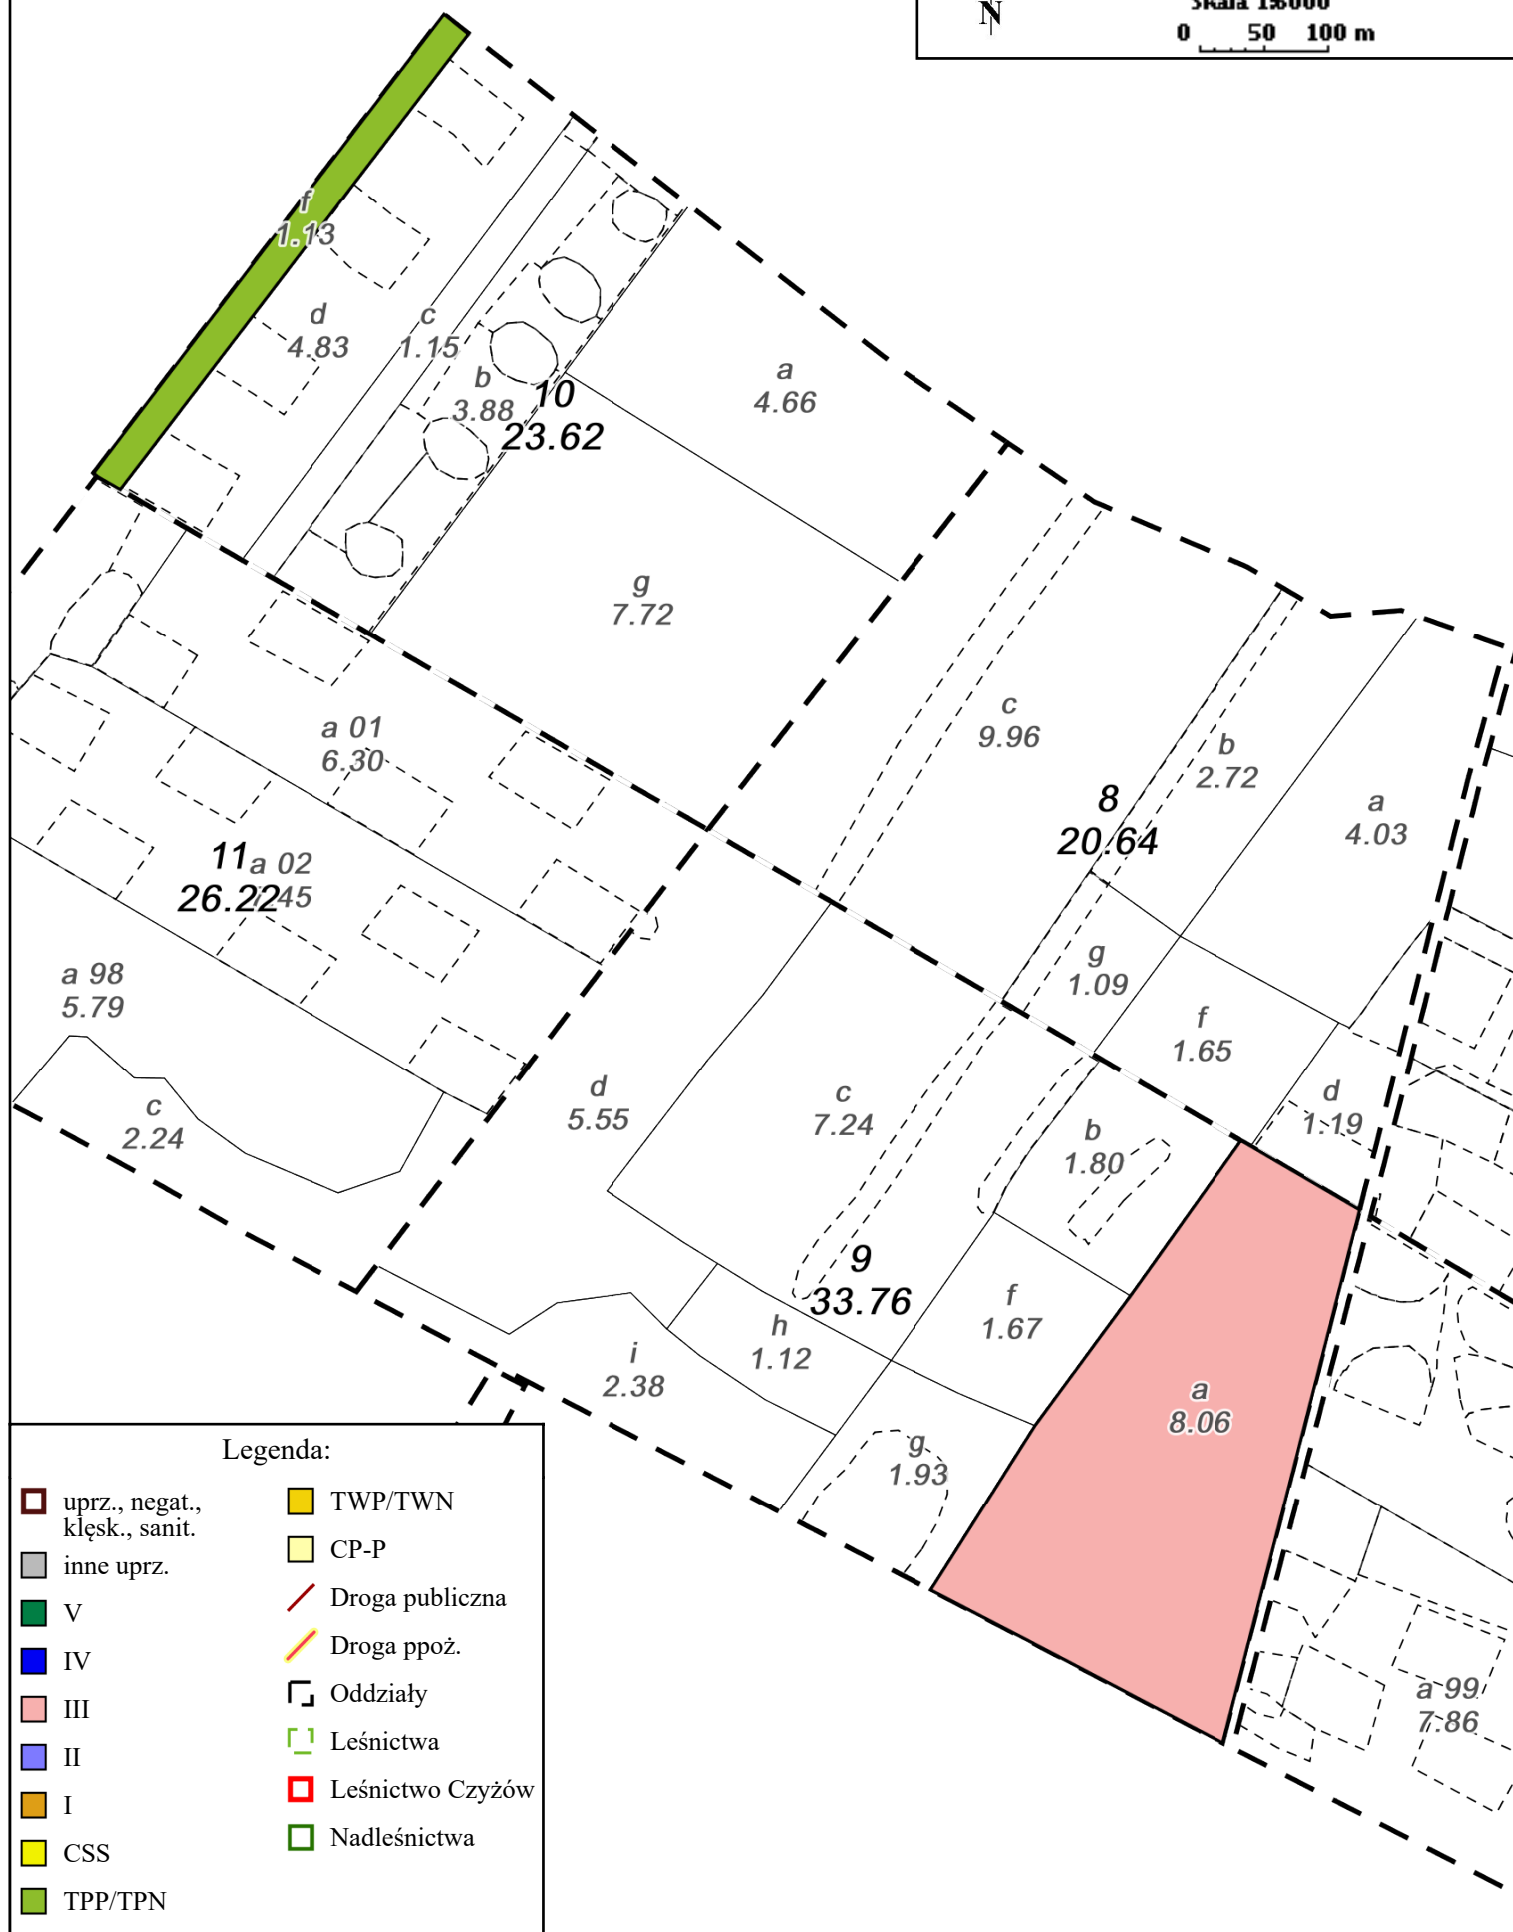 N
0 50 100 m
f
1.13
d
4.83
c
1.15
b
3.88
10
23.62
a
4.66
g
7.72
c
9.96
b
2.72
a
4.03
8
20.64
a 01
6.30
11
26.22
a 02
45
g
1.09
f
1.65
d
1.19
a 98
5.79
c
2.24
d
5.55
c
7.24
b
1.80
9
33.76
f
1.67
h
1.12
i
2.38
a
8.06
g
1.93
a 99
7.86
Legenda:
uprz., negat.,
klęsk., sanit.
inne uprz.
V
IV
III
II
I
CSS
TPP/TPN
TWP/TWN
CP-P
Droga publiczna
Droga ppoż.
Oddziały
Leśnictwa
Leśnictwo Czyżów
Nadleśnictwa